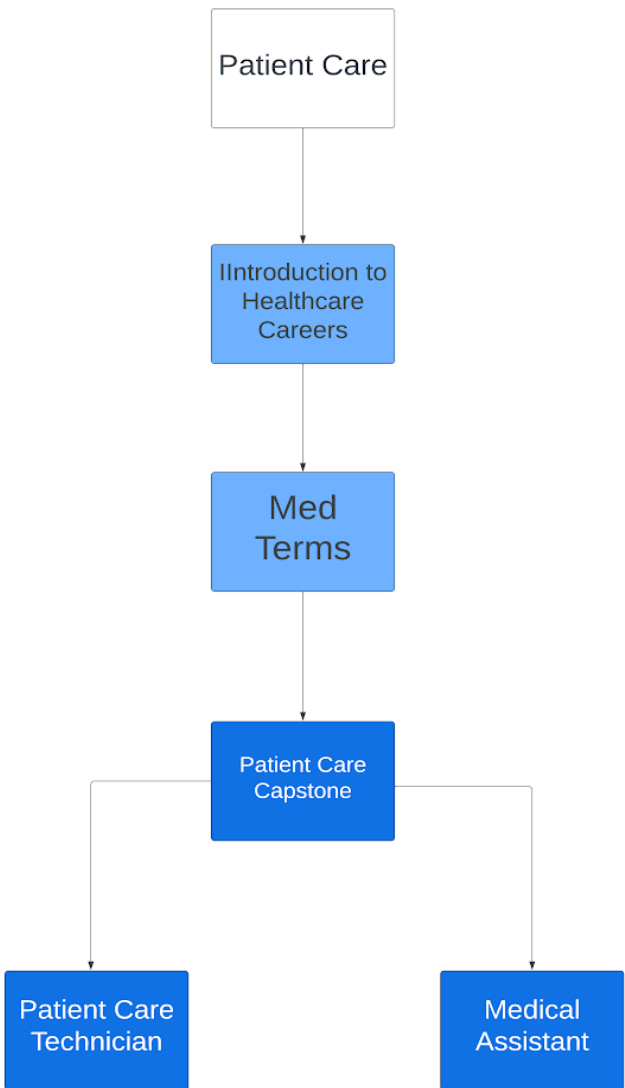 Patient Care
IIntroduction to
Healthcare
Careers
Med
Terms
Patient Care
Capstone
Patient Care
Technician
Medical
Assistant